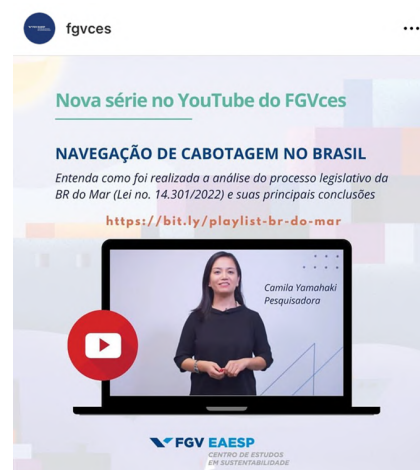 fgvces
Nova série no YouTube do FGVces
NAVEGAÇÃO DE CABOTAGEM NO BRASIL
Entenda como foi realizada a análise do processo legislativo da
BR do Mar (Lei no. 14.301/2022) e suas principais conclusões
https://bit.ly/playlist-br-do-mar
Camila Yamahaki
Pesquisadora
FGV EAESP
CENTRO DE ESTUDOS
EM SUSTENTABILIDADE